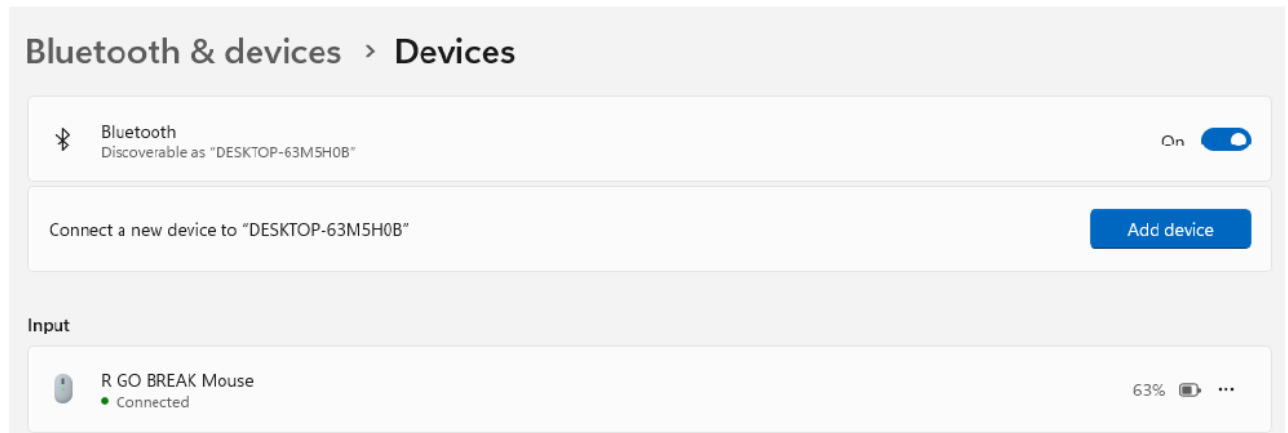 Bluetooth & devices > Devices
Bluetooth
Discoverable as "DESKTOP-63M5H0B"
On
Connect a new device to "DESKTOP-63M5H0B"
Add device
Input
R GO BREAK Mouse
Connected
63%